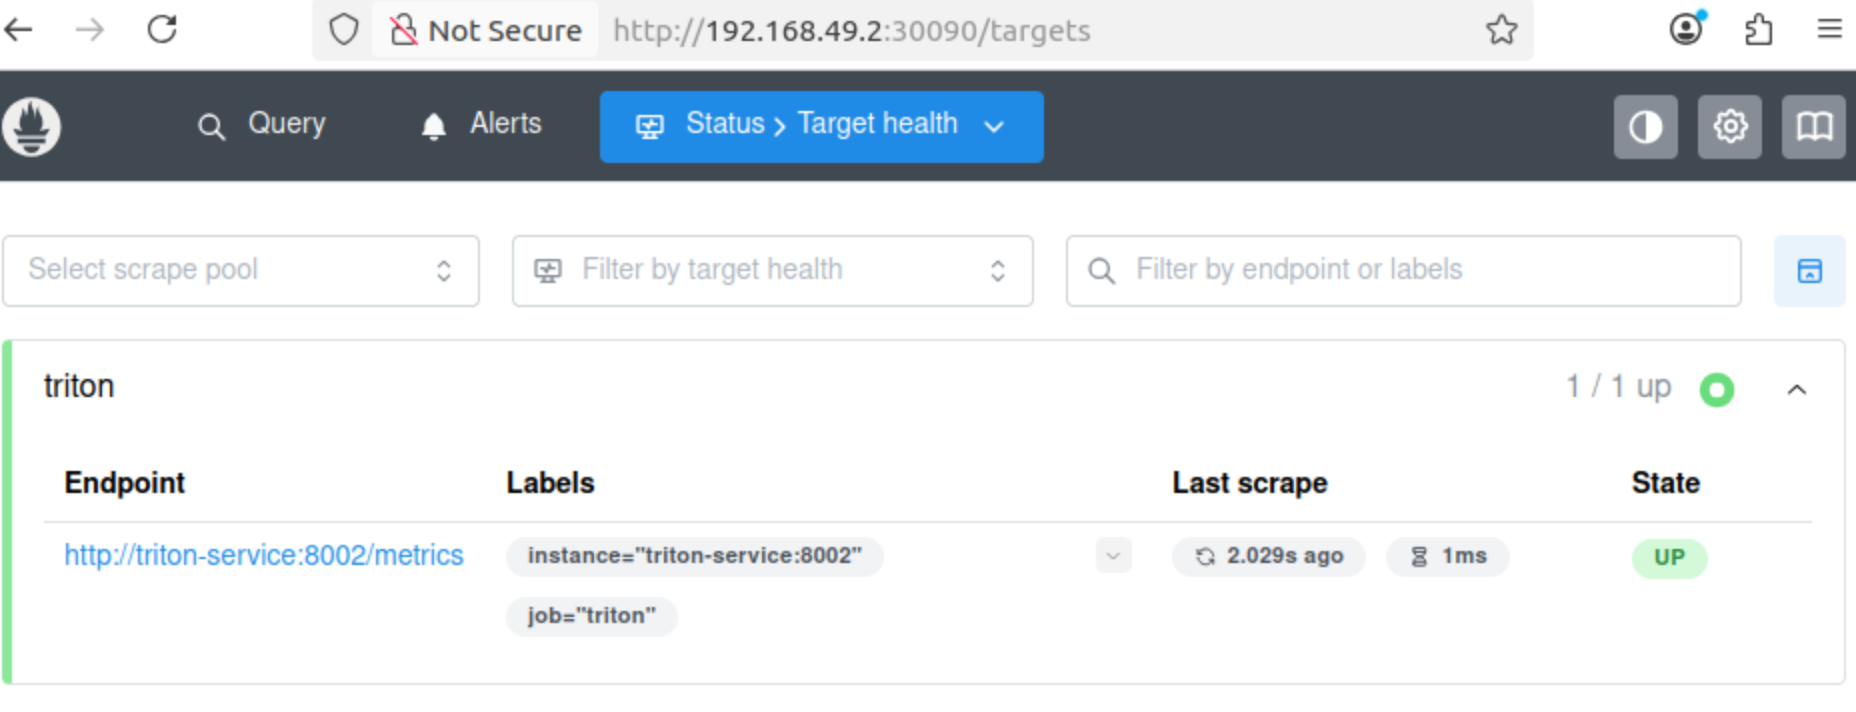 Not Secure http://192.168.49.2:30090/targets
Query Alerts Status > Target health
Select scrape pool Filter by target health Filter by endpoint or labels
triton 1 / 1 up
Endpoint Labels Last scrape State
http://triton-service:8002/metrics instance="triton-service:8002" 2.029s ago 1ms UP
job="triton"